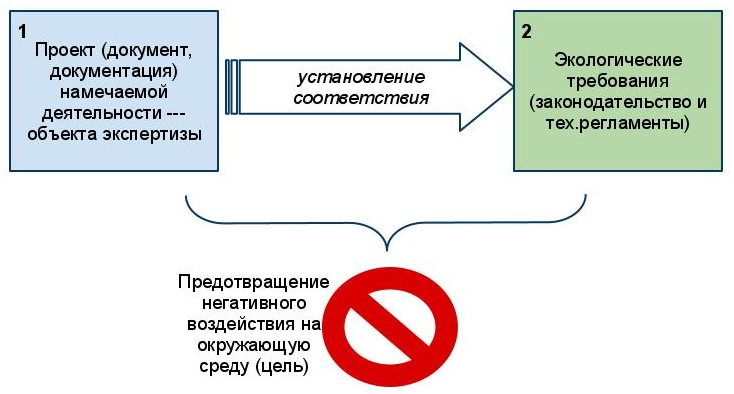 1
Проект (документ,
документация)
намечаемой
деятельности ---
объекта экспертизы
установление
соответствия
2
Экологические
требования
(законодательство и
тех.регламенты)
Предотвращение
негативного
воздействия на
окружающую
среду (цель)